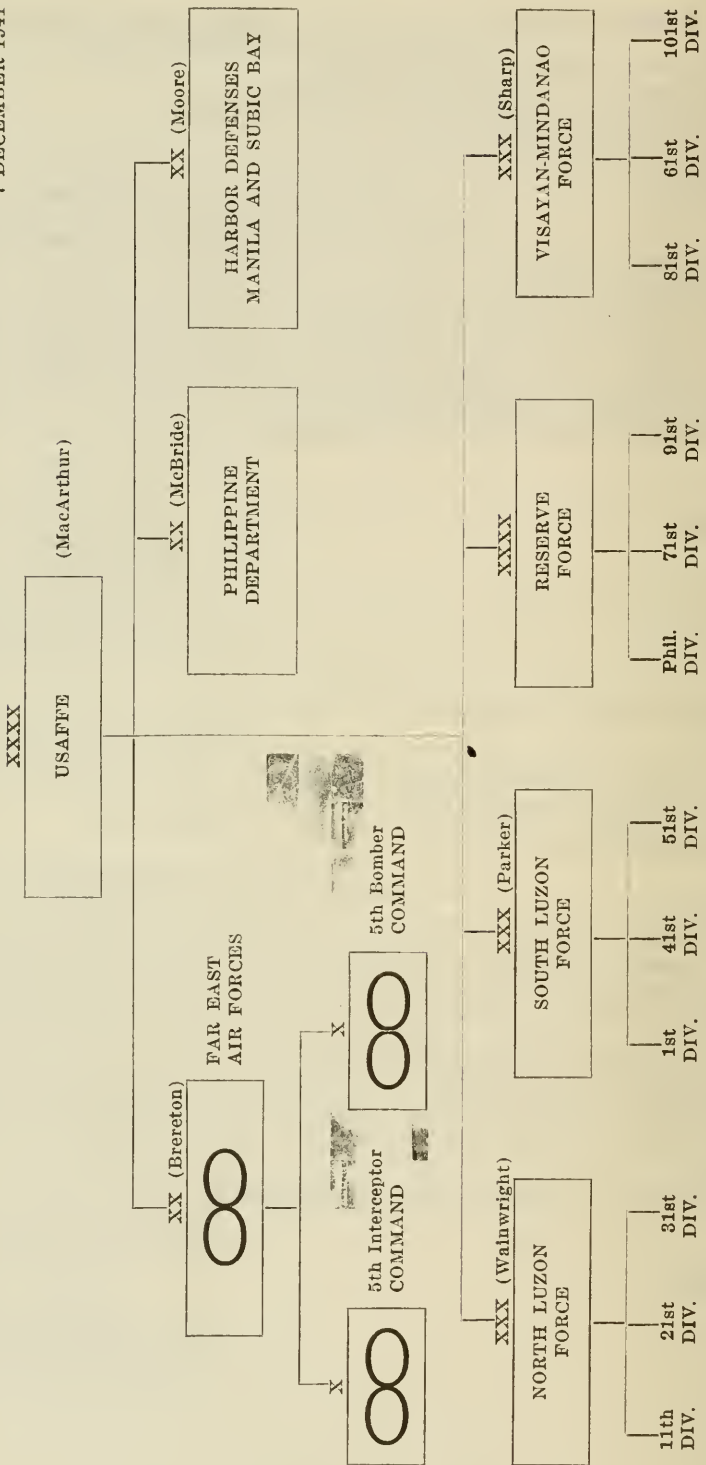 DECEMBER 1941
XXXX
(MacArthur)
USAFFE
XX (Brereton)
FAR EAST
AIR FORCES
XX (McBride)
PHILIPPINE
DEPARTMENT
XX (Moore)
HARBOR DEFENSES
MANILA AND SUBIC BAY
X
5th Interceptor
COMMAND
X
5th Bomber
COMMAND
XXX (Wainwright)
NORTH LUZON
FORCE
11th
DIV.
21st
DIV.
31st
DIV.
XXX (Parker)
SOUTH LUZON
FORCE
1st
DIV.
41st
DIV.
51st
DIV.
XXXX
RESERVE
FORCE
Phil.
DIV.
71st
DIV.
91st
DIV.
XXX (Sharp)
VISAYAN-MINDANAO
FORCE
81st
DIV.
61st
DIV.
101st
DIV.